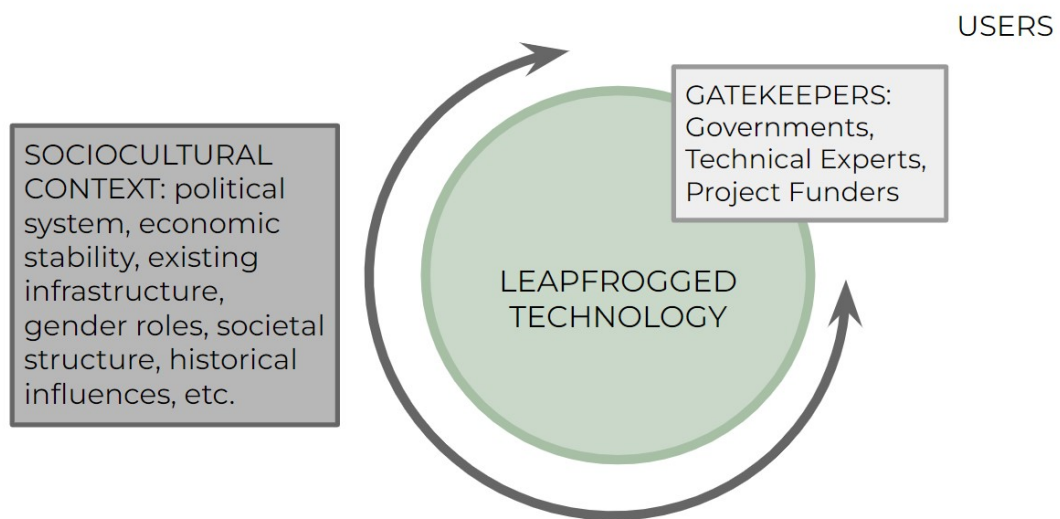 USERS
GATEKEEPERS:
Governments,
Technical Experts,
Project Funders
SOCIOCULTURAL
CONTEXT: political
system, economic
stability, existing
infrastructure,
gender roles, societal
structure, historical
influences, etc.
LEAPFROGGED
TECHNOLOGY